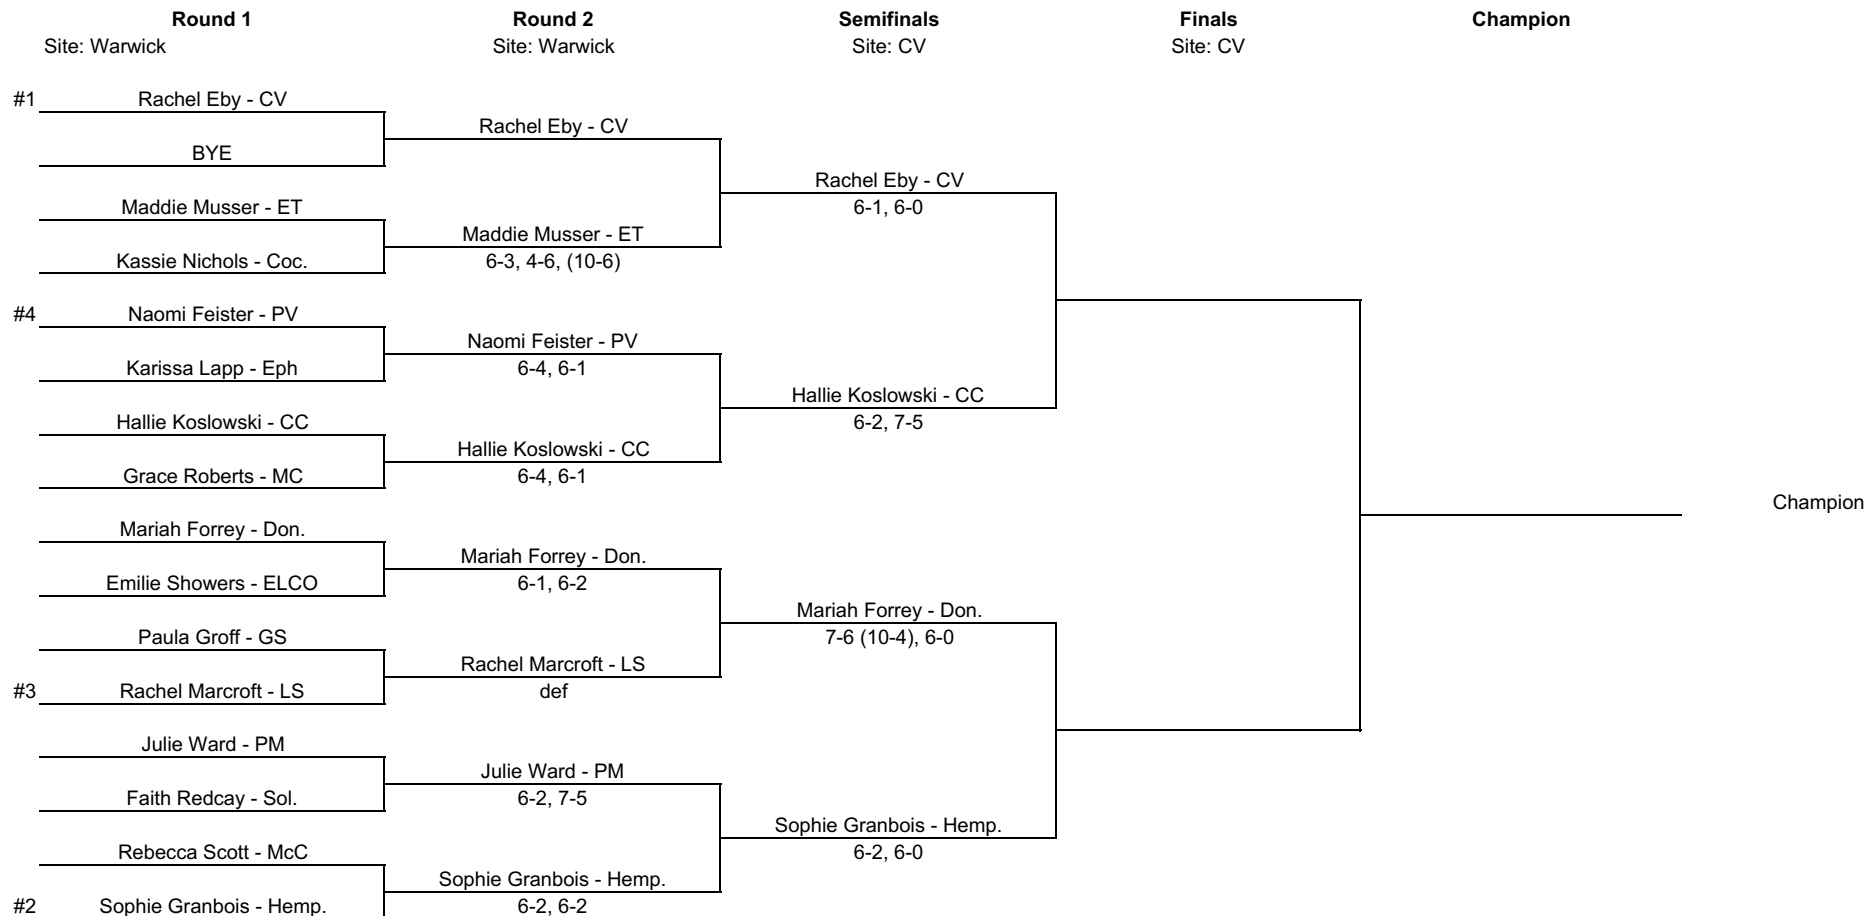 Round 1 Round 2 Semifinals Finals Champion
Site: Warwick Site: Warwick Site: CV Site: CV
#1 Rachel Eby - CV
Rachel Eby - CV
BYE
Rachel Eby - CV
Maddie Musser - ET
6-1, 6-0
Maddie Musser - ET
Kassie Nichols - Coc.
6-3, 4-6, (10-6)
#4 Naomi Feister - PV
Naomi Feister - PV
Karissa Lapp - Eph
6-4, 6-1
Hallie Koslowski - CC
Hallie Koslowski - CC
6-2, 7-5
Hallie Koslowski - CC
Grace Roberts - MC
6-4, 6-1
Champion
Mariah Forrey - Don.
Mariah Forrey - Don.
Emilie Showers - ELCO
6-1, 6-2
Mariah Forrey - Don.
Paula Groff - GS
7-6 (10-4), 6-0
Rachel Marcroft - LS
#3 Rachel Marcroft - LS
def
Julie Ward - PM
Julie Ward - PM
Faith Redcay - Sol.
6-2, 7-5
Sophie Granbois - Hemp.
Rebecca Scott - McC
6-2, 6-0
Sophie Granbois - Hemp.
#2 Sophie Granbois - Hemp.
6-2, 6-2